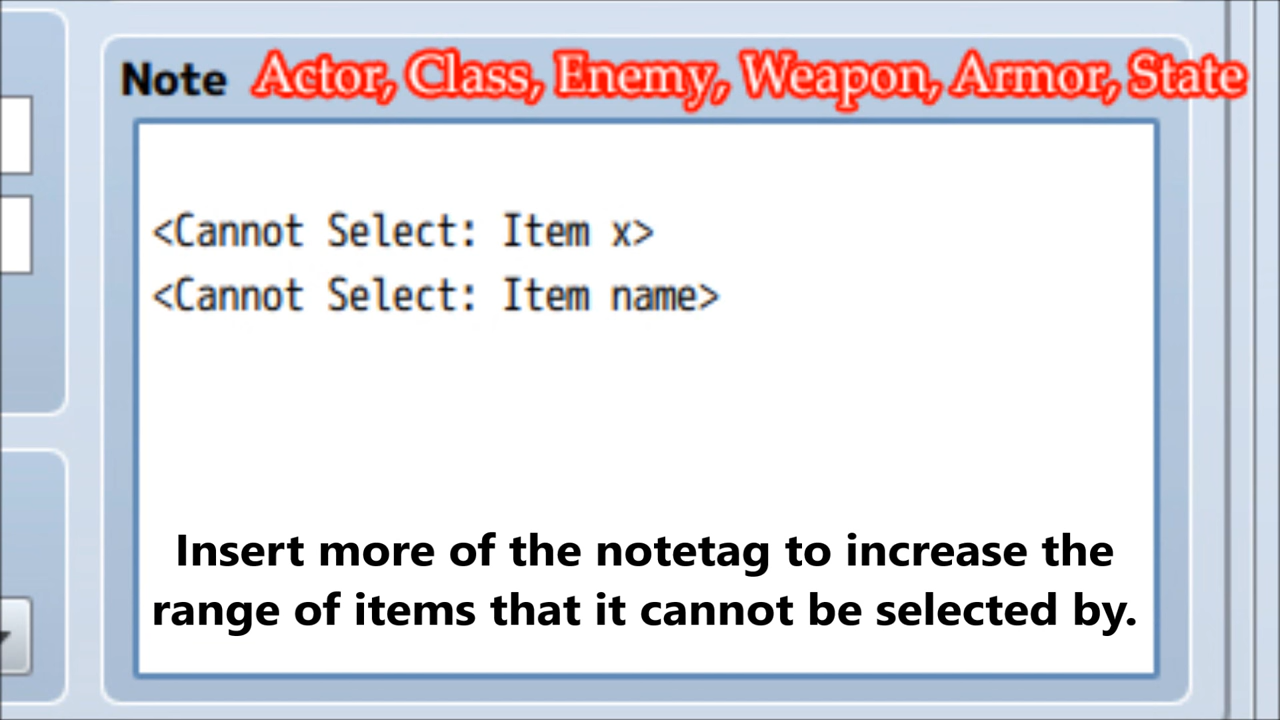 Note Actor, Class, Enemy, Weapon, Armor, State
<Cannot Select: Item x>
<Cannot Select: Item name>
Insert more of the notetag to increase the
range of items that it cannot be selected by.